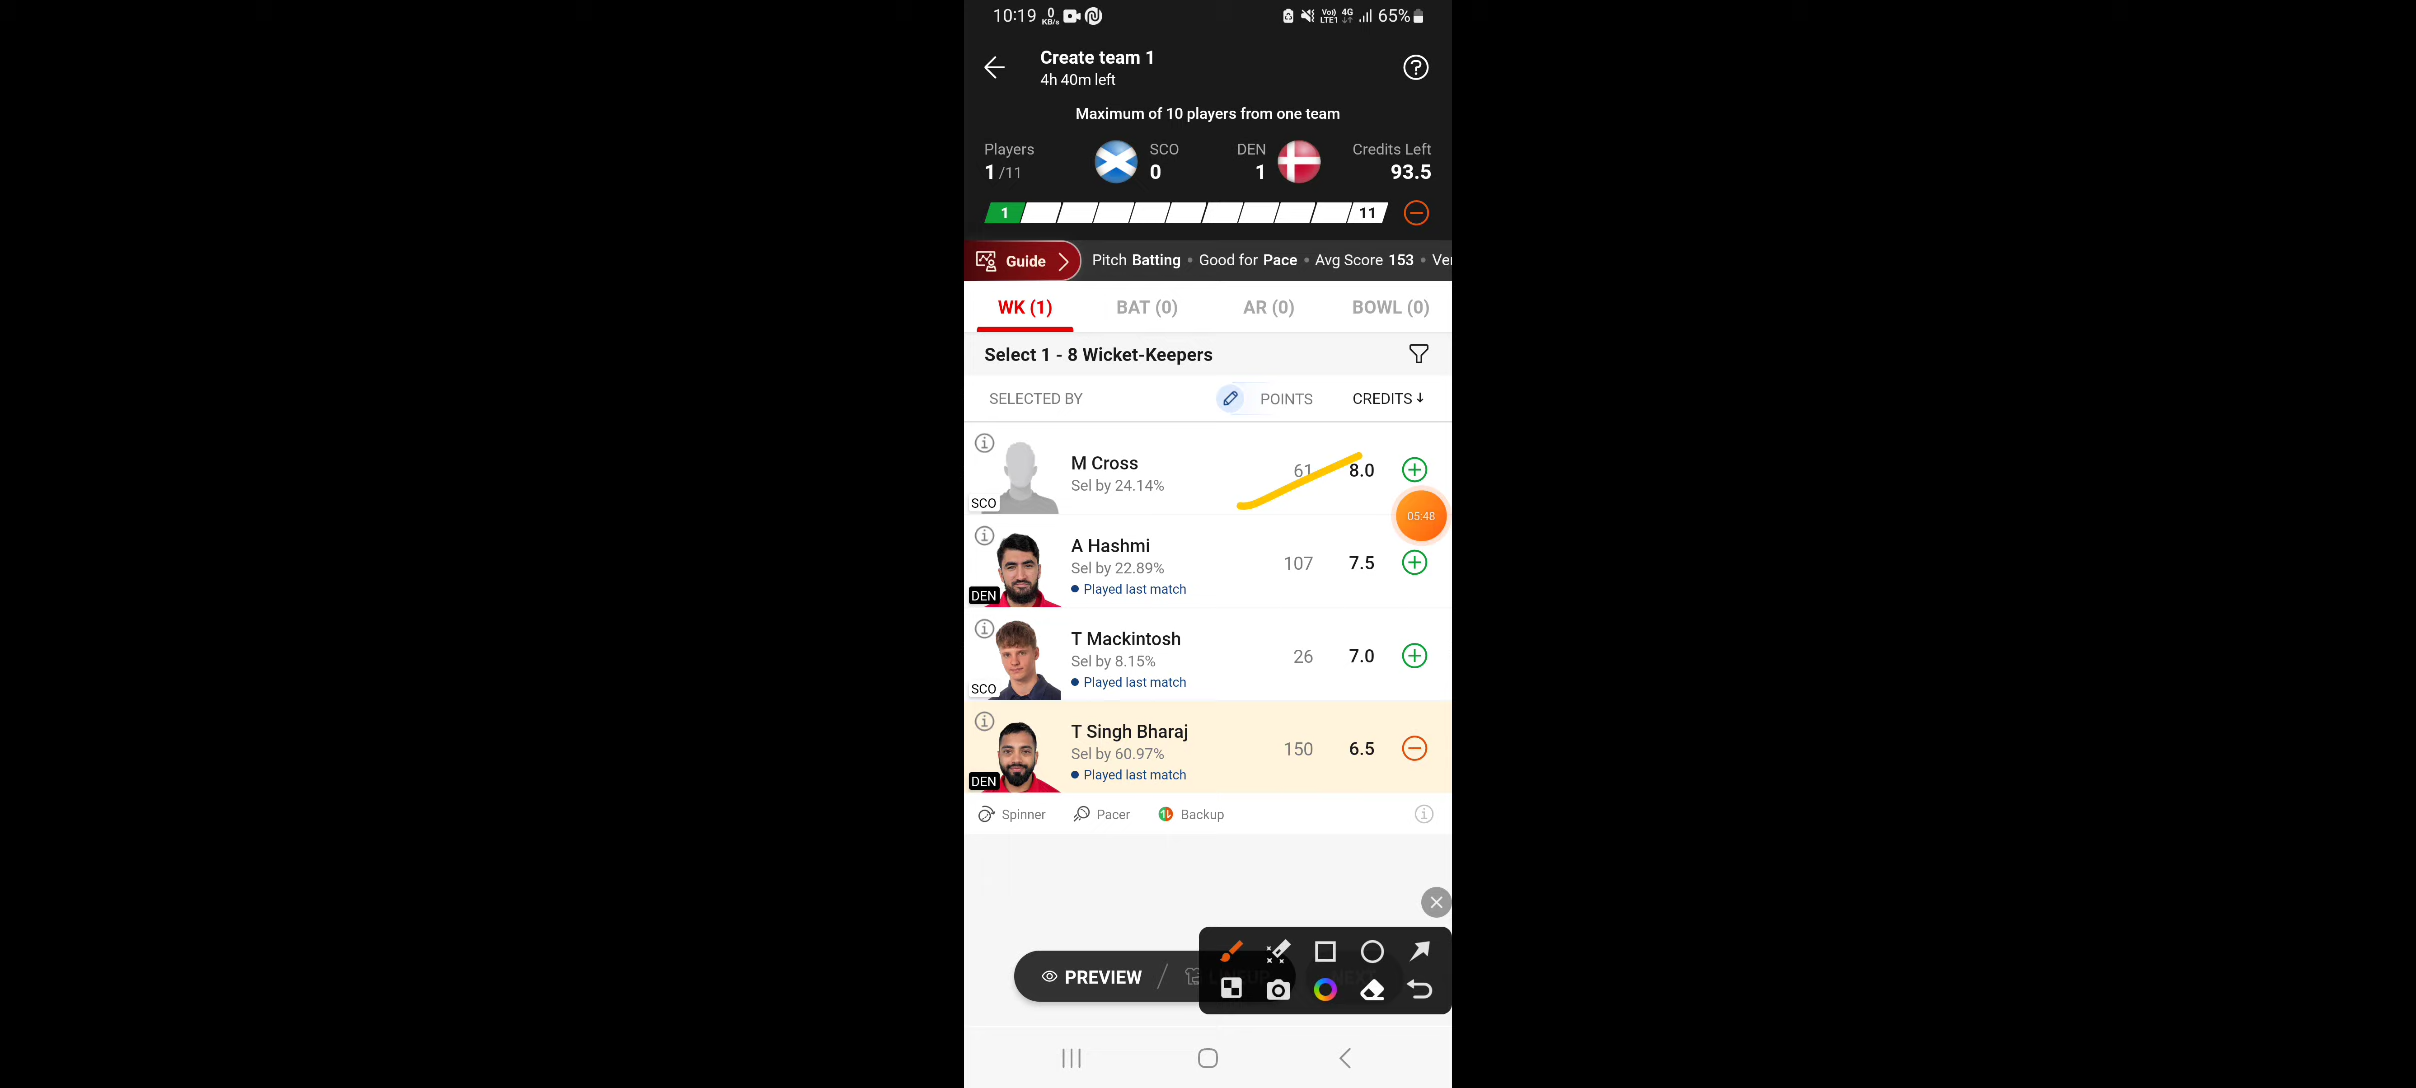 10:19 0 KB/s Vo) LTE1 4G 65%
Create team 1
4h 40m left
Maximum of 10 players from one team
Players SCO DEN Credits Left
1/11 0 1 93.5
1 11
Guide Pitch Batting • Good for Pace • Avg Score 153 • Ve
WK (1) BAT (0) AR (0) BOWL (0)
Select 1 - 8 Wicket-Keepers
SELECTED BY POINTS CREDITS
M Cross
Sel by 24.14%
61 8.0
SCO
05:48
A Hashmi
Sel by 22.89%
Played last match
107 7.5
DEN
T Mackintosh
Sel by 8.15%
Played last match
26 7.0
SCO
T Singh Bharaj
Sel by 60.97%
Played last match
150 6.5
DEN
Spinner Pacer Backup
PREVIEW /